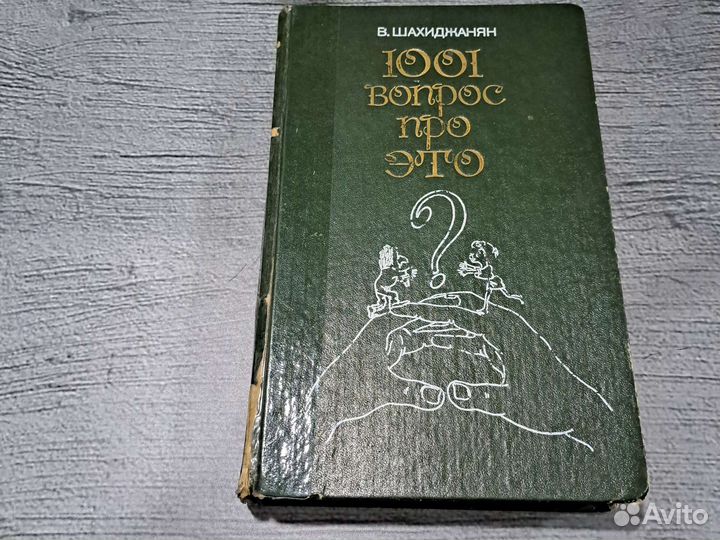 В. ШАХИДЖАНЯН
1001
ВОПРОС
ПРО
ЭТО
?
Avito